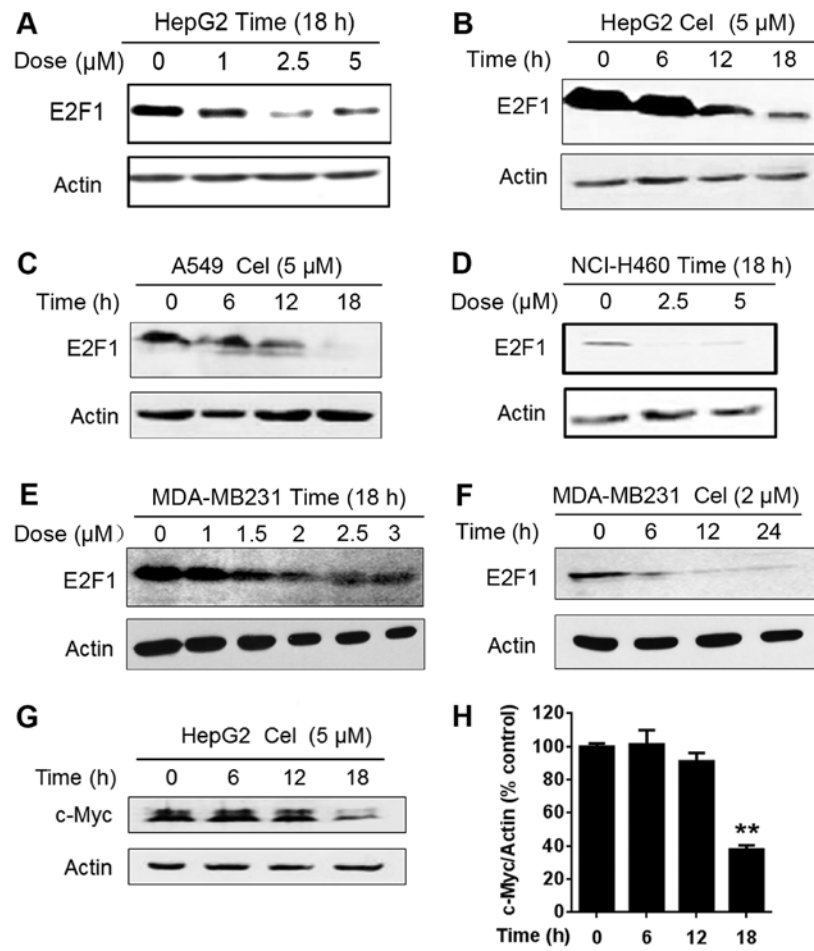 A
HepG2 Time (18 h)
Dose (µM) 0 1 2.5 5
E2F1
Actin
B
HepG2 Cel (5 µM)
Time (h) 0 6 12 18
E2F1
Actin
C
A549 Cel (5 µM)
Time (h) 0 6 12 18
E2F1
Actin
D
NCI-H460 Time (18 h)
Dose (µM) 0 2.5 5
E2F1
Actin
E
MDA-MB231 Time (18 h)
Dose (µM) 0 1 1.5 2 2.5 3
E2F1
Actin
F
MDA-MB231 Cel (2 µM)
Time (h) 0 6 12 24
E2F1
Actin
G
HepG2 Cel (5 µM)
Time (h) 0 6 12 18
c-Myc
Actin
H
c-Myc/Actin (% control)
120
100
80
60
40
20
0
**
Time (h) 0 6 12 18